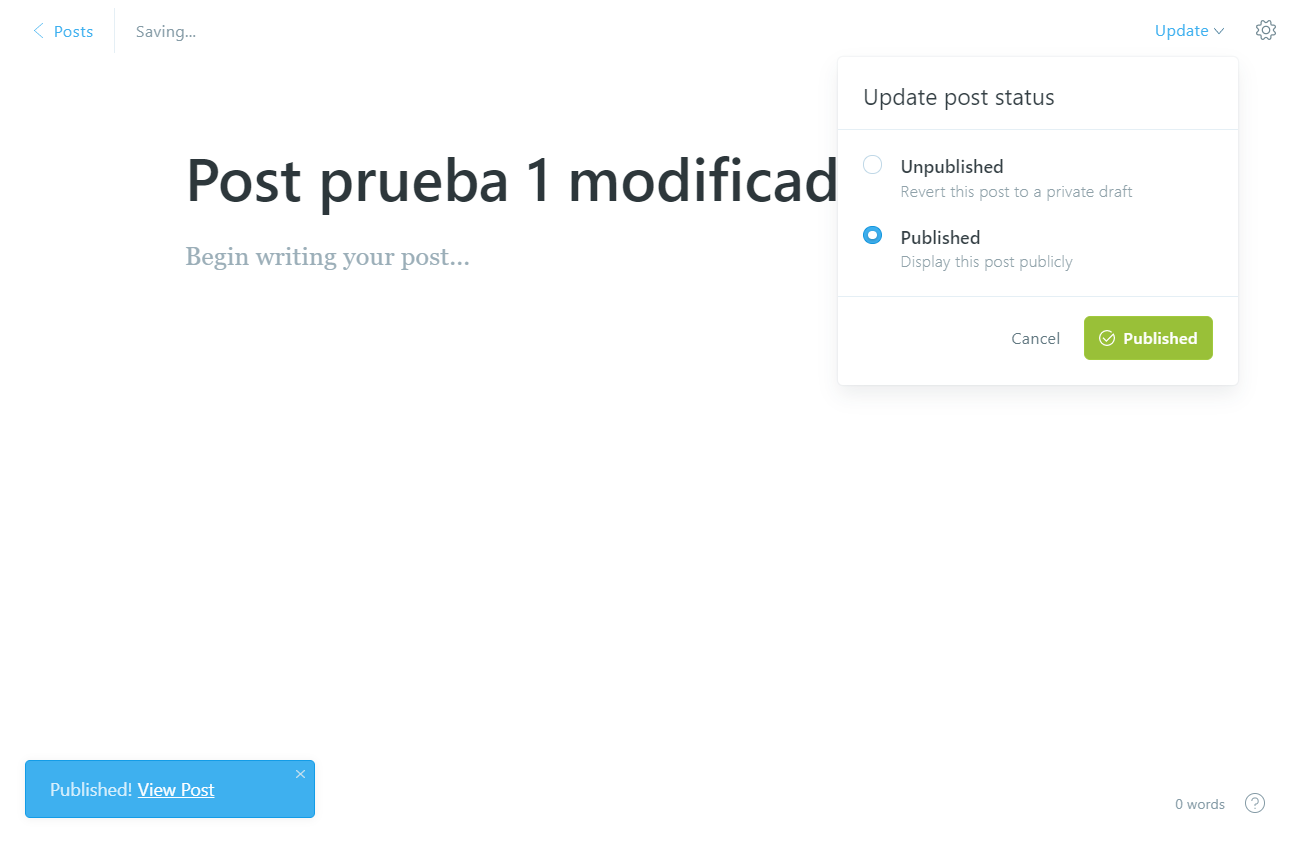 Posts
Saving...
Update
Update post status
Unpublished
Revert this post to a private draft
Published
Display this post publicly
Cancel
Published
Post prueba 1 modificad
Begin writing your post...
Published! View Post
0 words
?